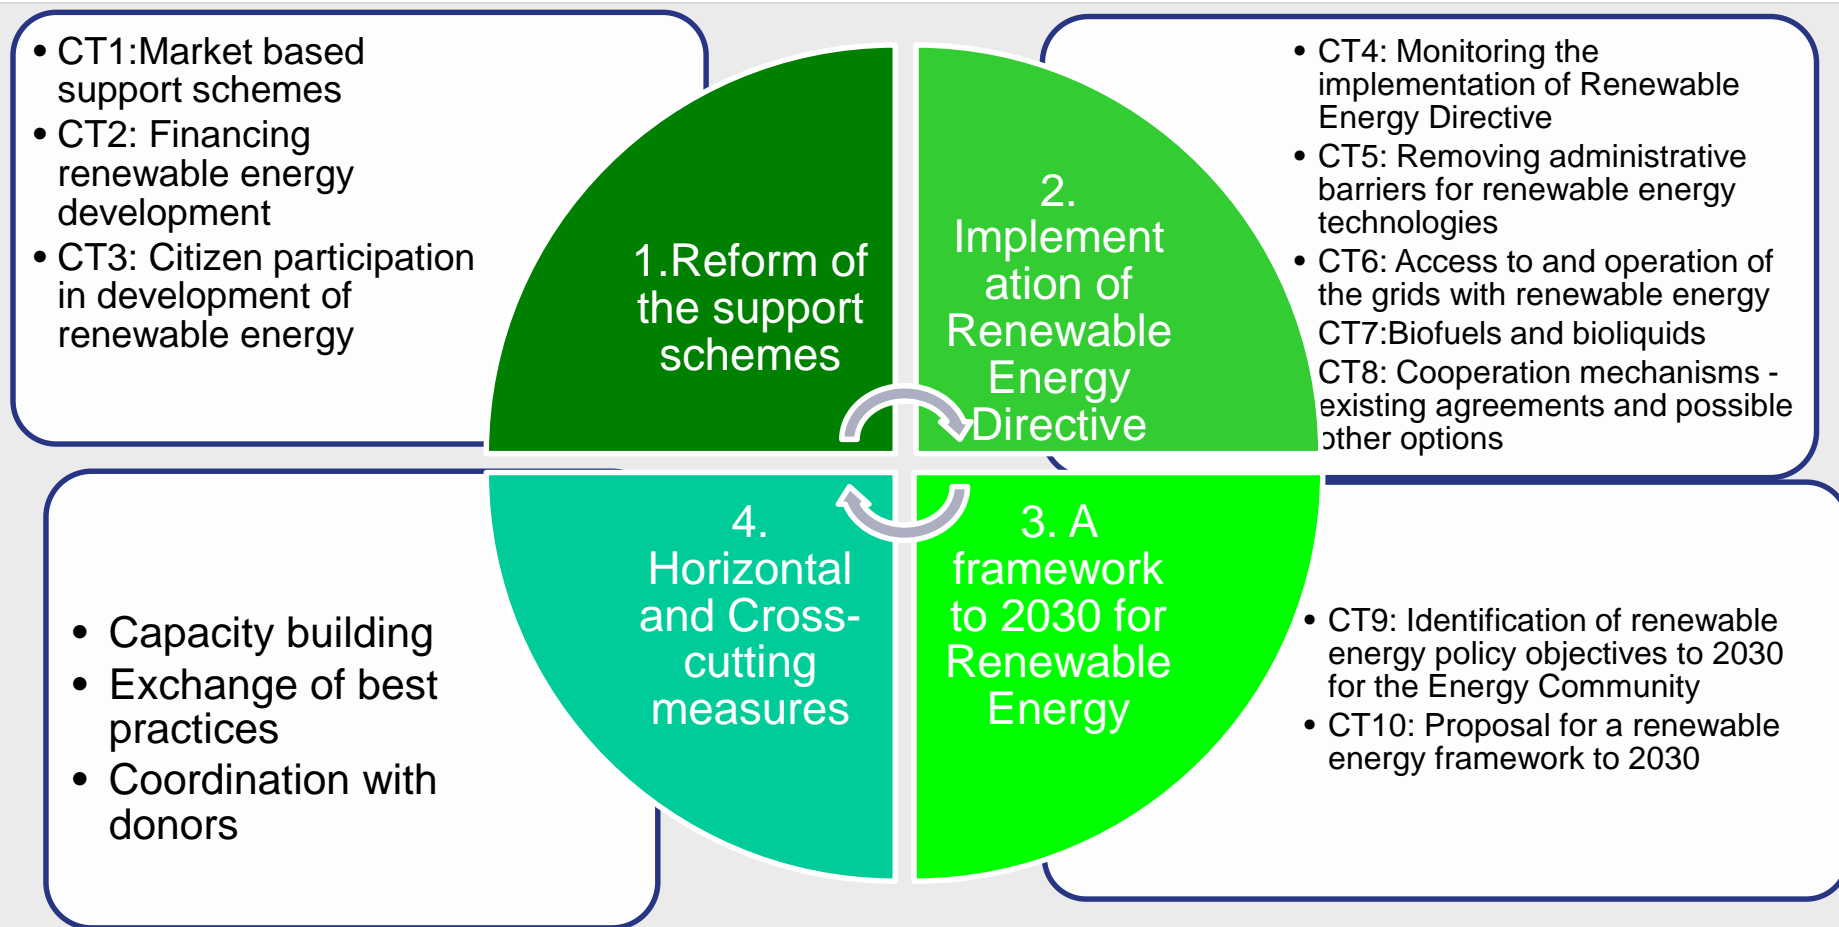 • CT1:Market based
support schemes
• CT2: Financing
renewable energy
development
• CT3: Citizen participation
in development of
renewable energy
1.Reform of
the support
schemes
2.
Implement
ation of
Renewable
Energy
Directive
• CT4: Monitoring the
implementation of Renewable
Energy Directive
• CT5: Removing administrative
barriers for renewable energy
technologies
• CT6: Access to and operation of
the grids with renewable energy
CT7:Biofuels and bioliquids
CT8: Cooperation mechanisms -
existing agreements and possible
other options
• Capacity building
• Exchange of best
practices
• Coordination with
donors
4.
Horizontal
and Cross-
cutting
measures
3. A
framework
to 2030 for
Renewable
Energy
• CT9: Identification of renewable
energy policy objectives to 2030
for the Energy Community
• CT10: Proposal for a renewable
energy framework to 2030